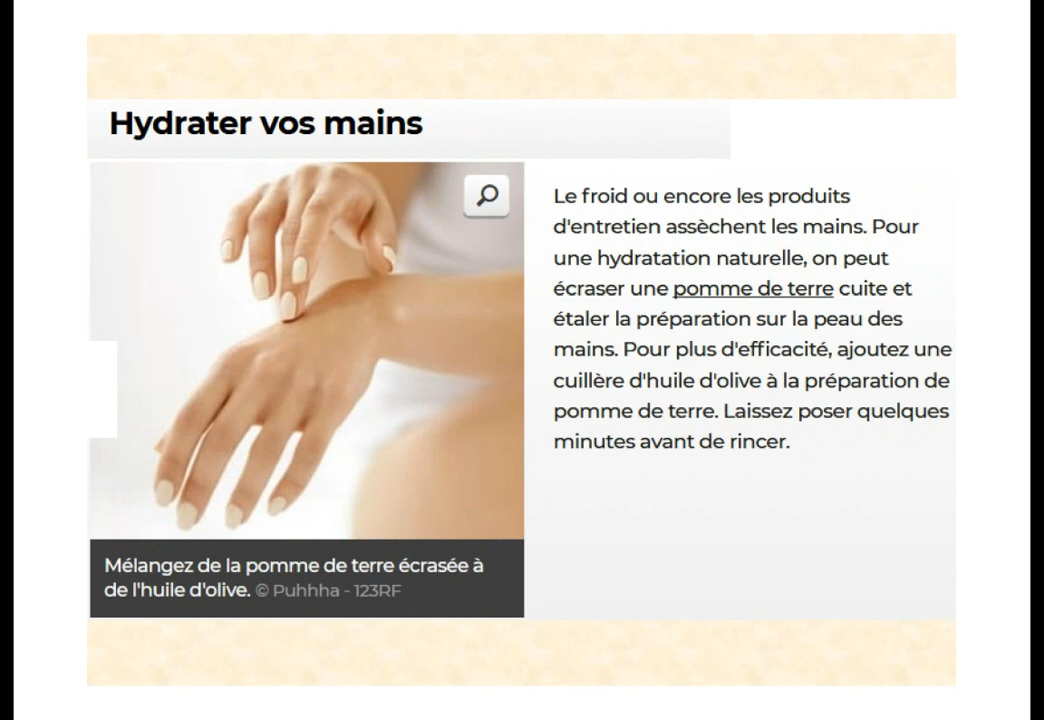 Hydrater vos mains
Le froid ou encore les produits
d'entretien assèchent les mains. Pour
une hydratation naturelle, on peut
écraser une pomme de terre cuite et
étaler la préparation sur la peau des
mains. Pour plus d'efficacité, ajoutez une
cuillère d'huile d'olive à la préparation de
pomme de terre. Laissez poser quelques
minutes avant de rincer.
Mélangez de la pomme de terre écrasée à
de l'huile d'olive. © Puhhha - 123RF